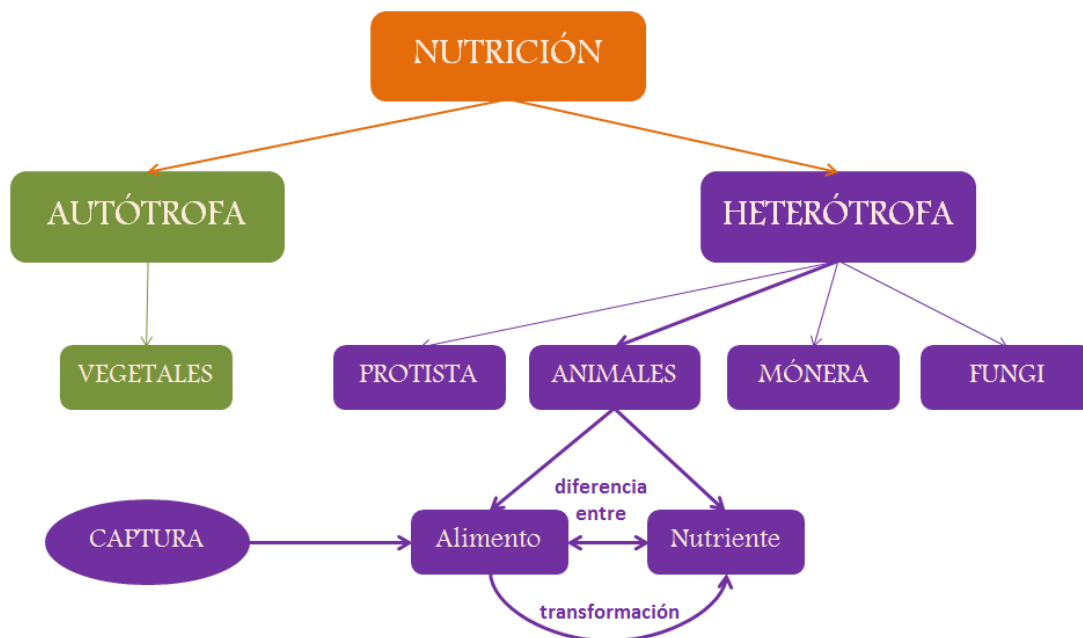 NUTRICIÓN
AUTÓTROFA
HETERÓTROFA
VEGETALES
PROTISTA
ANIMALES
MÓNERA
FUNGI
diferencia
entre
CAPTURA
Alimento
Nutriente
transformación